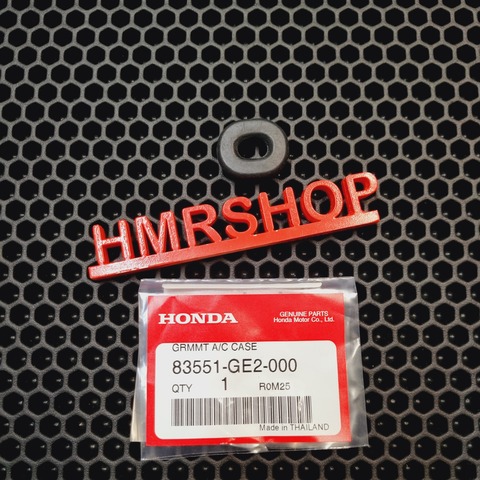 HMRSHOP
HONDA
GENUINE PARTS
Honda Motor Co., Ltd.
GRMMT A/C CASE
83551-GE2-000
QTY 1 R0M25
Made in THAILAND